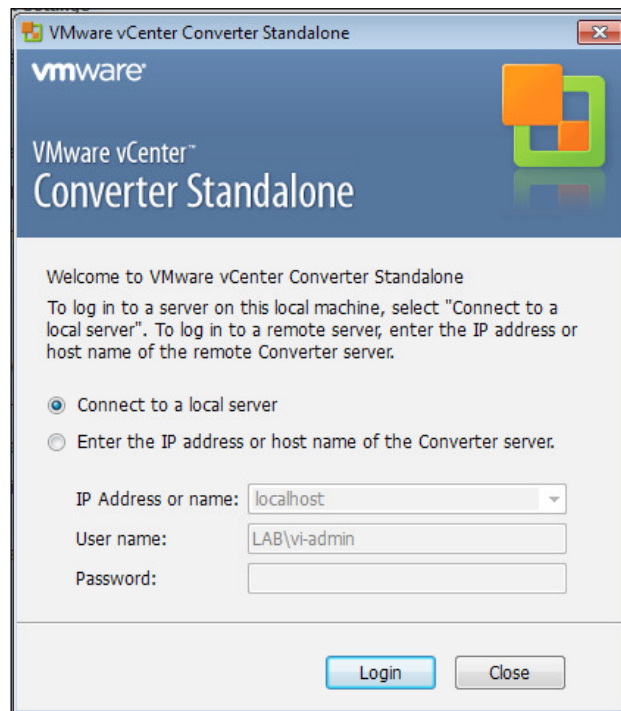 VMware vCenter Converter Standalone
vmware®
VMware vCenter™
Converter Standalone
Welcome to VMware vCenter Converter Standalone
To log in to a server on this local machine, select "Connect to a
local server". To log in to a remote server, enter the IP address or
host name of the remote Converter server.
Connect to a local server
Enter the IP address or host name of the Converter server.
IP Address or name: localhost
User name: LAB\vi-admin
Password:
Login Close